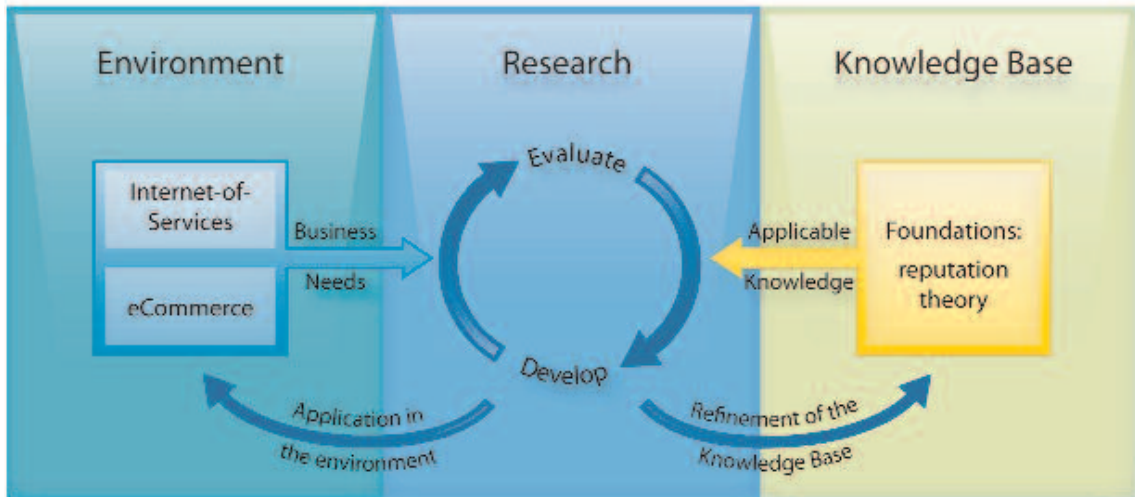 Environment
Research
Knowledge Base
Internet-of-
Services
eCommerce
Business
Needs
Evaluate
Develop
Applicable
Knowledge
Foundations:
reputation
theory
Application in
the environment
Refinement of the
Knowledge Base